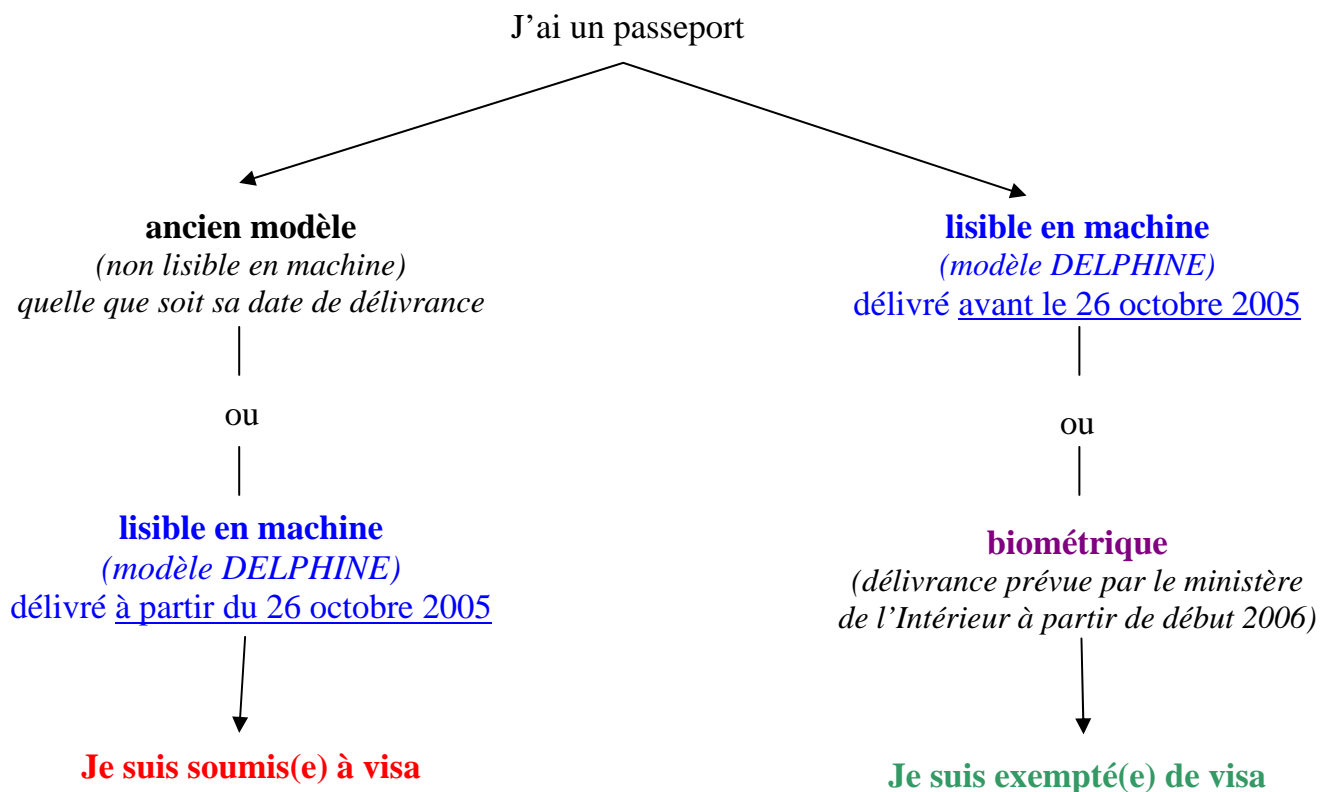 J’ai un passeport
ancien modèle
(non lisible en machine)
quelle que soit sa date de délivrance
ou
lisible en machine
(modèle DELPHINE)
délivré à partir du 26 octobre 2005
Je suis soumis(e) à visa
lisible en machine
(modèle DELPHINE)
délivré avant le 26 octobre 2005
ou
biométrique
(délivrance prévue par le ministère
de l’Intérieur à partir de début 2006)
Je suis exempté(e) de visa